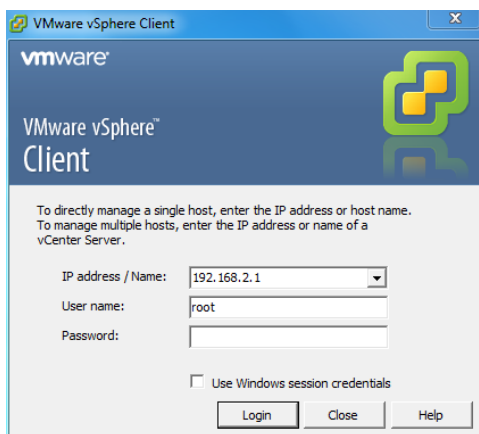 VMware vSphere Client
x
vmware®
VMware vSphere™
Client
To directly manage a single host, enter the IP address or host name.
To manage multiple hosts, enter the IP address or name of a
vCenter Server.
IP address / Name: 192.168.2.1
User name: root
Password:
Use Windows session credentials
Login Close Help